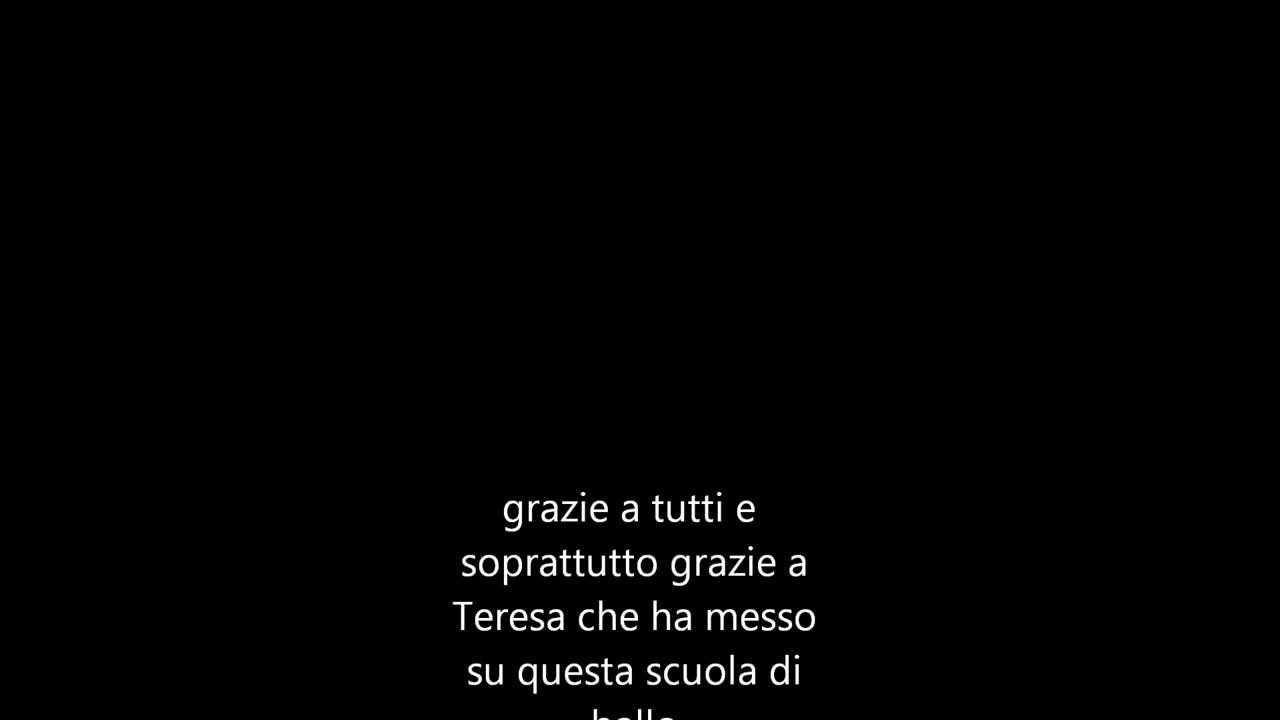 grazie a tutti e
soprattutto grazie a
Teresa che ha messo
su questa scuola di